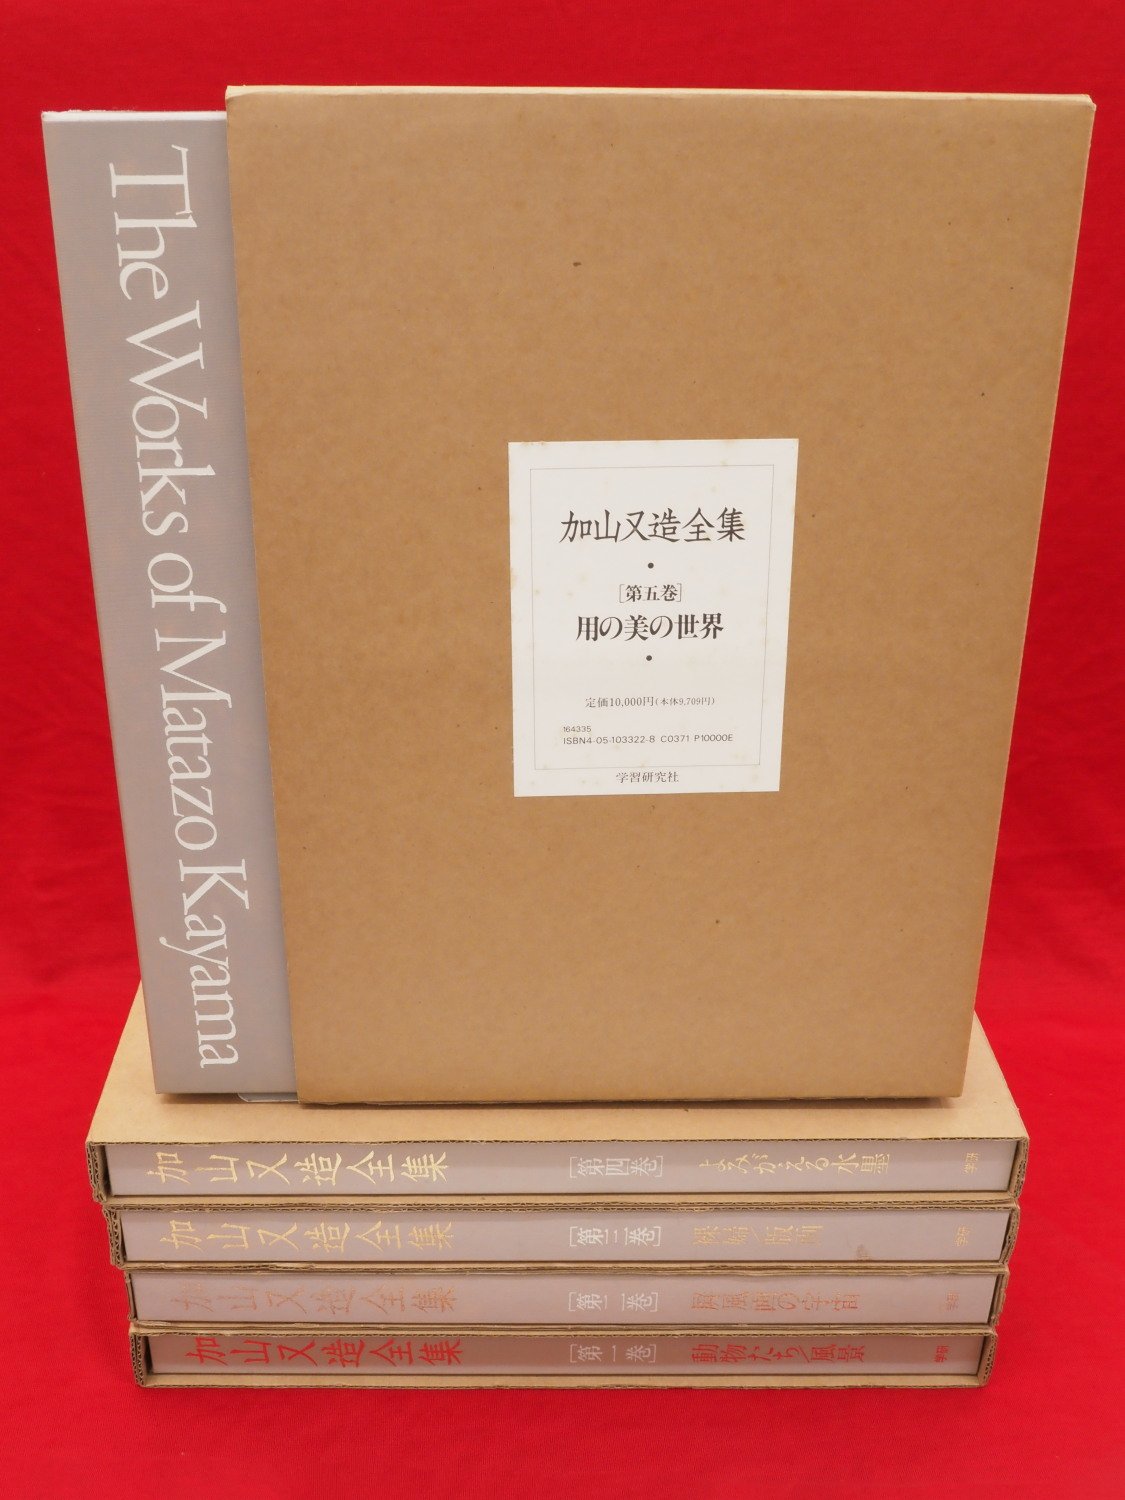 The Works of Matazo Kayama
加山又造全集
[第五巻]
用の美の世界
定価10,000円(本体9,709円)
164335
ISBN4-05-103322-8 C0371 P10000E
学習研究社
加山又造全集 [第四巻] よみがえる水墨 学研
加山又造全集 [第三巻] 裸婦/版画 学研
加山又造全集 [第二巻] 屏風画の宇宙 学研
加山又造全集 [第一巻] 動物たち/風景 学研